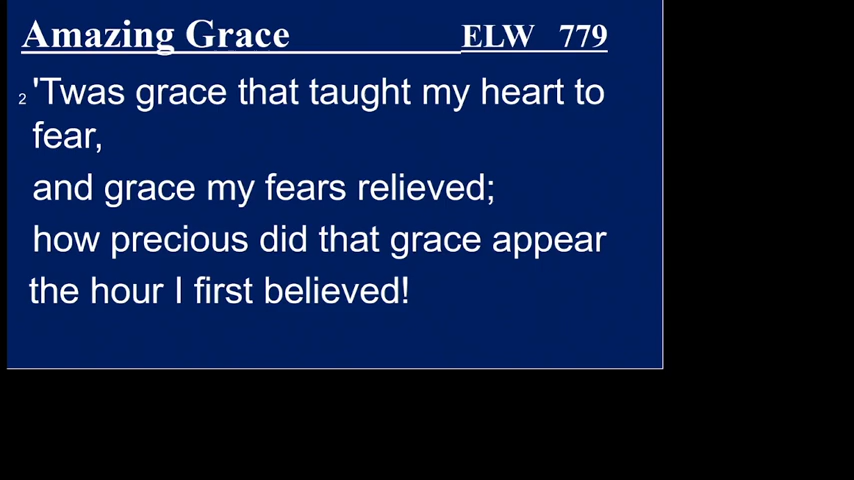 Amazing Grace ELW 779
2 'Twas grace that taught my heart to
fear,
and grace my fears relieved;
how precious did that grace appear
the hour I first believed!